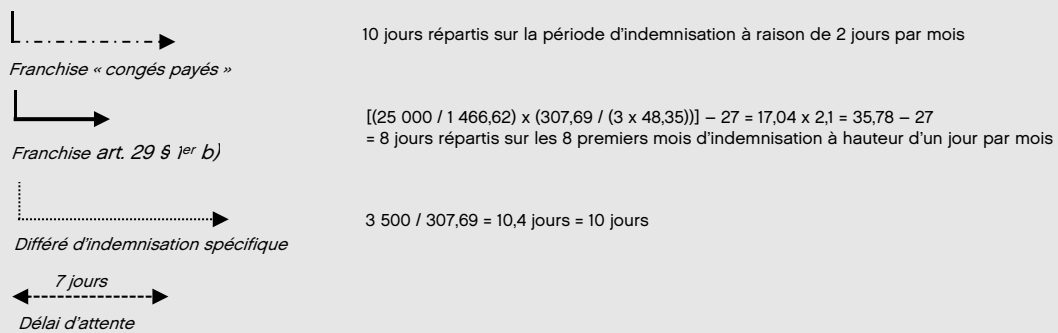 10 jours répartis sur la période d'indemnisation à raison de 2 jours par mois
Franchise « congés payés »
[(25 000 / 1 466,62) x (307,69 / (3 x 48,35))] – 27 = 17,04 x 2,1 = 35,78 – 27
= 8 jours répartis sur les 8 premiers mois d'indemnisation à hauteur d'un jour par mois
Franchise art. 29 § 1er b)
3 500 / 307,69 = 10,4 jours = 10 jours
Différé d'indemnisation spécifique
7 jours
Délai d'attente